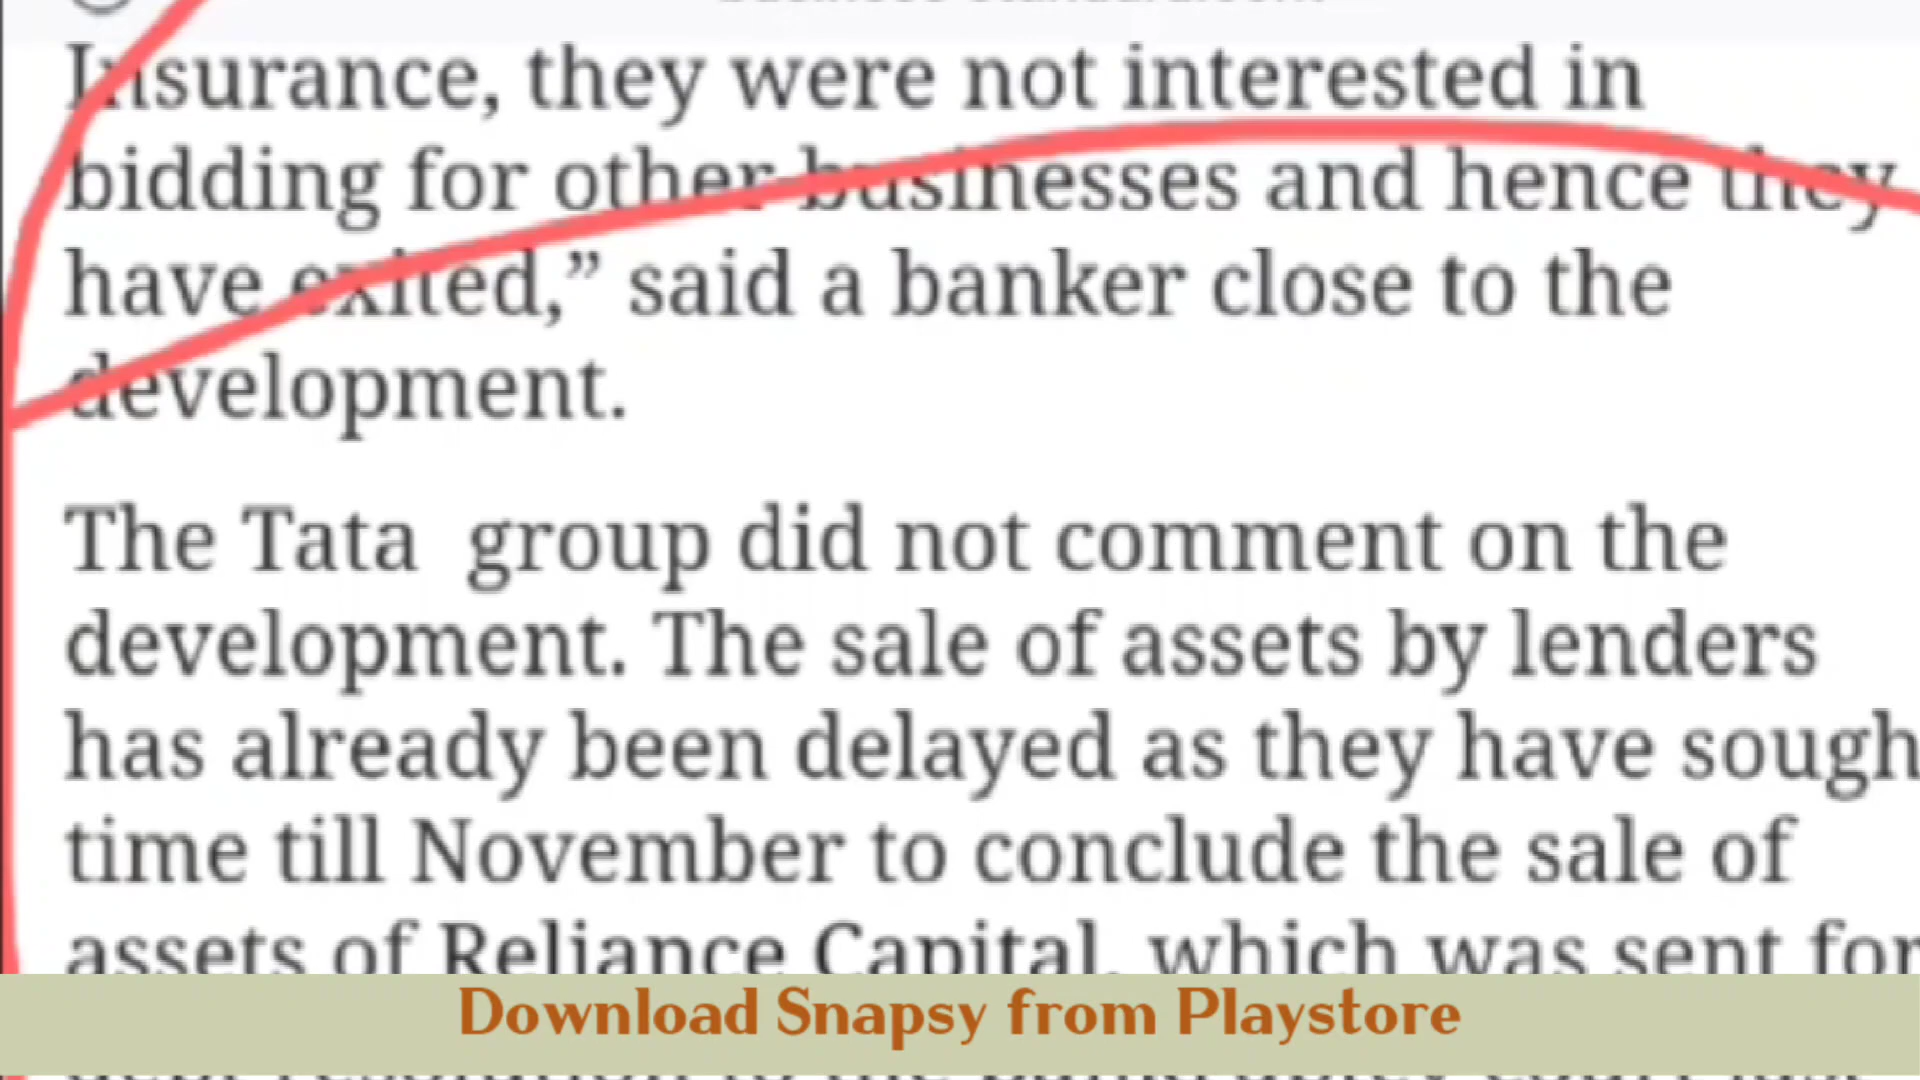 Insurance, they were not interested in
bidding for other businesses and hence they
have exited,” said a banker close to the
development.
The Tata group did not comment on the
development. The sale of assets by lenders
has already been delayed as they have sough
time till November to conclude the sale of
assets of Reliance Capital, which was sent for
Download Snapsy from Playstore